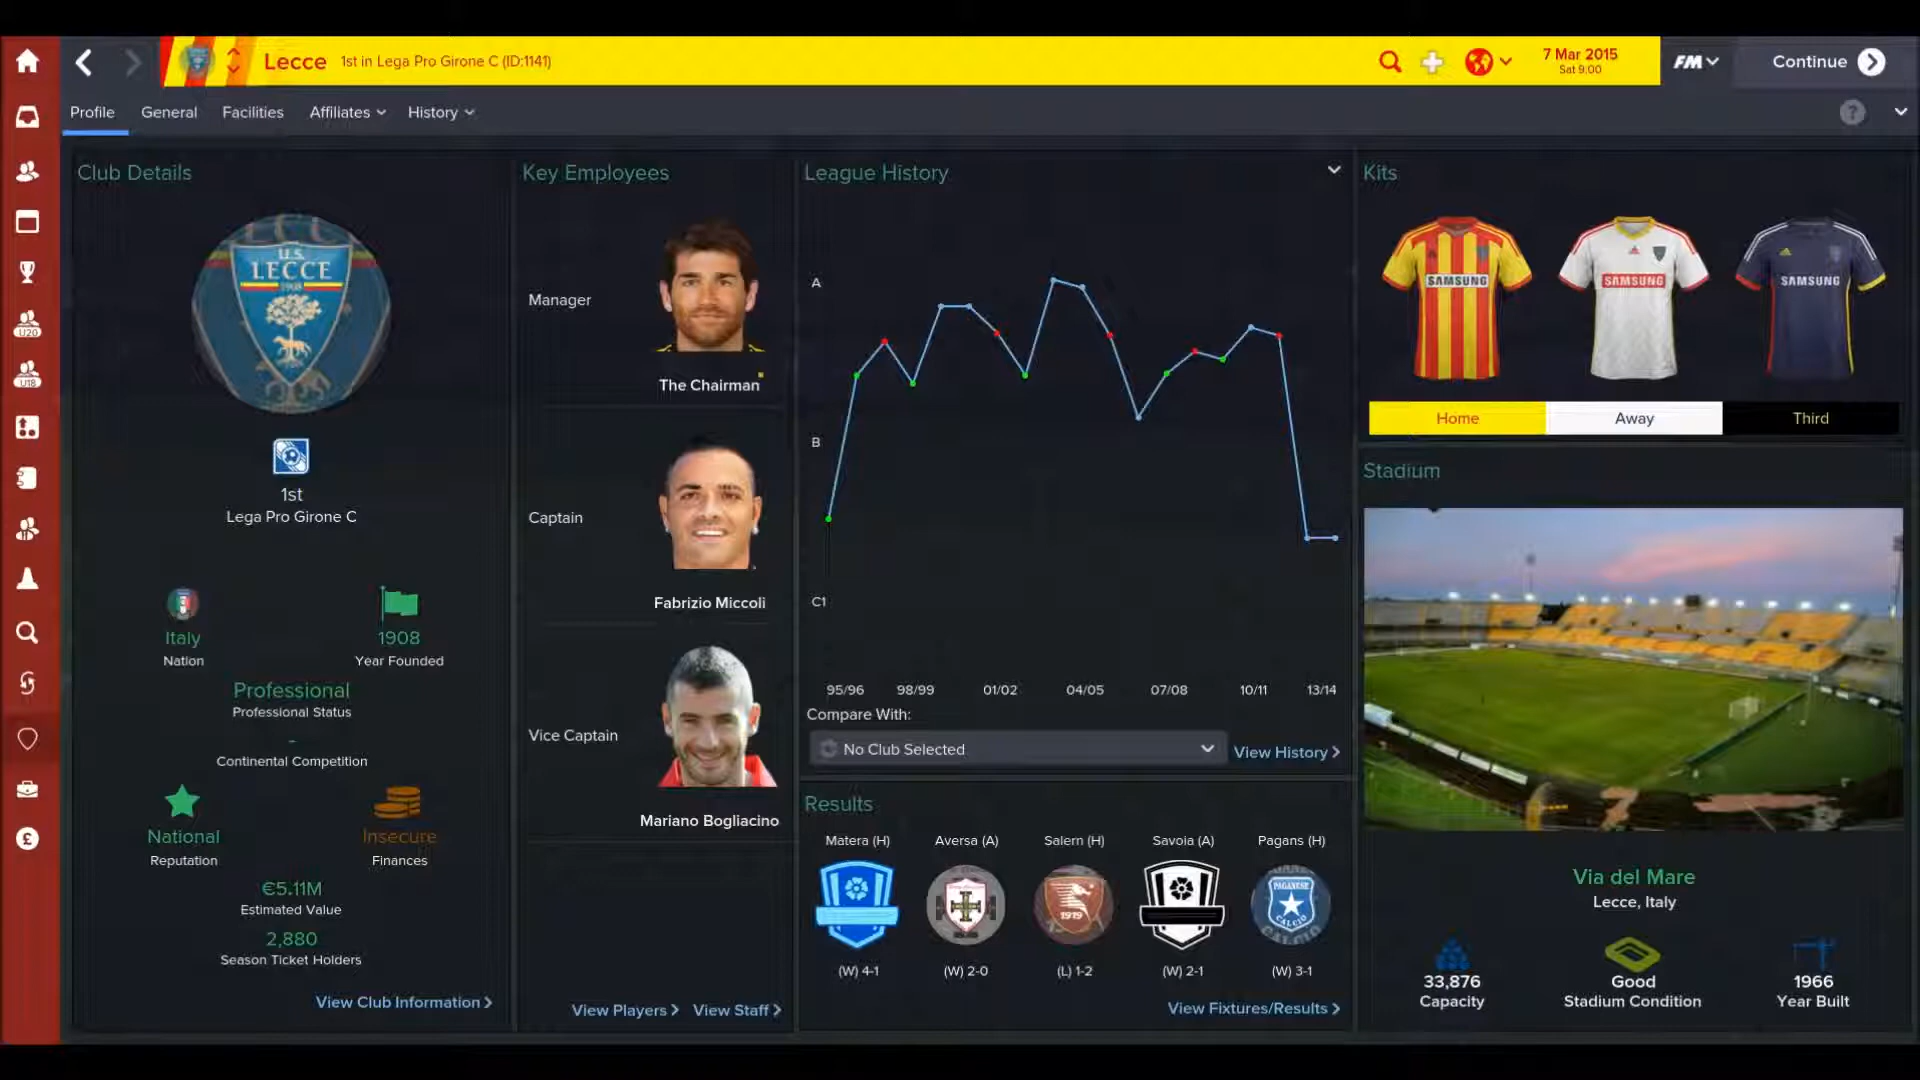 Lecce 1st in Lega Pro Girone C (ID:1141)
7 Mar 2015
Sat 9:00
FM
Continue
Profile General Facilities Affiliates History
?
Club Details
U.S.
LECCE
1908
1st
Lega Pro Girone C
Italy
Nation
1908
Year Founded
Professional
Professional Status
-
Continental Competition
National
Reputation
Insecure
Finances
€5.11M
Estimated Value
2,880
Season Ticket Holders
View Club Information
Key Employees
Manager
The Chairman
Captain
Fabrizio Miccoli
Vice Captain
Mariano Bogliacino
View Players View Staff
League History
A
B
C1
95/96 98/99 01/02 04/05 07/08 10/11 13/14
Compare With:
No Club Selected
View History
Results
Matera (H) Aversa (A) Salern (H) Savoia (A) Pagans (H)
1919
PAGANESE
CALCIO
(W) 4-1 (W) 2-0 (L) 1-2 (W) 2-1 (W) 3-1
View Fixtures/Results
Kits
SAMSUNG SAMSUNG SAMSUNG
Home Away Third
Stadium
Via del Mare
Lecce, Italy
33,876
Capacity
Good
Stadium Condition
1966
Year Built
U20
U18